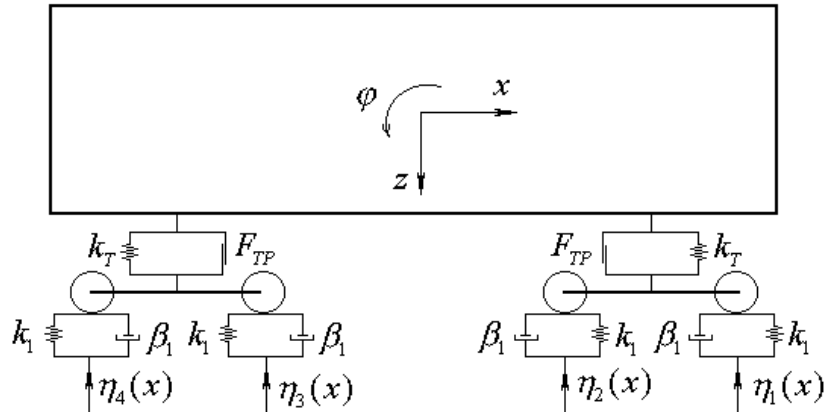 φ x
z
k_T F_TP F_TP k_T
k_1 β_1 k_1 β_1 β_1 k_1 β_1 k_1
η_4(x) η_3(x) η_2(x) η_1(x)